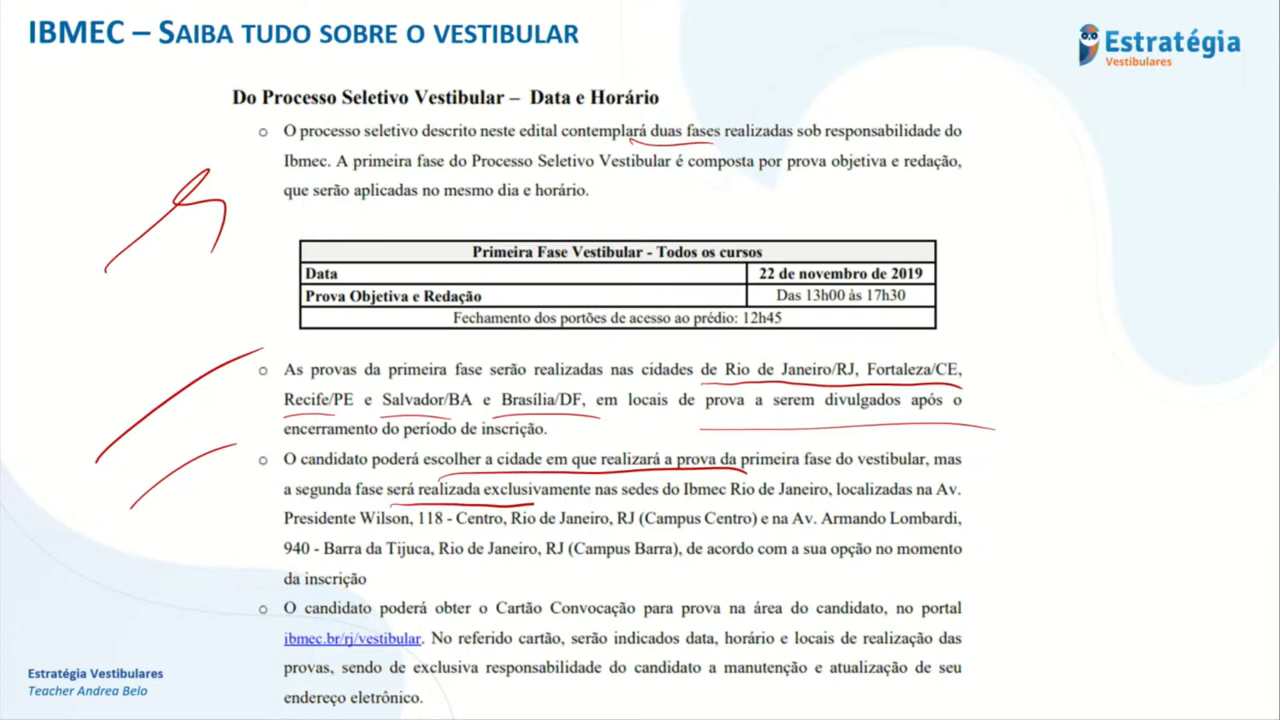 IBMEC – SAIBA TUDO SOBRE O VESTIBULAR
Estratégia
Vestibulares
Do Processo Seletivo Vestibular – Data e Horário
o O processo seletivo descrito neste edital contemplará duas fases realizadas sob responsabilidade do
Ibmec. A primeira fase do Processo Seletivo Vestibular é composta por prova objetiva e redação,
que serão aplicadas no mesmo dia e horário.
Primeira Fase Vestibular - Todos os cursos
Data 22 de novembro de 2019
Prova Objetiva e Redação Das 13h00 às 17h30
Fechamento dos portões de acesso ao prédio: 12h45
o As provas da primeira fase serão realizadas nas cidades de Rio de Janeiro/RJ, Fortaleza/CE,
Recife/PE e Salvador/BA e Brasília/DF, em locais de prova a serem divulgados após o
encerramento do período de inscrição.
o O candidato poderá escolher a cidade em que realizará a prova da primeira fase do vestibular, mas
a segunda fase será realizada exclusivamente nas sedes do Ibmec Rio de Janeiro, localizadas na Av.
Presidente Wilson, 118 - Centro, Rio de Janeiro, RJ (Campus Centro) e na Av. Armando Lombardi,
940 - Barra da Tijuca, Rio de Janeiro, RJ (Campus Barra), de acordo com a sua opção no momento
da inscrição
o O candidato poderá obter o Cartão Convocação para prova na área do candidato, no portal
ibmec.br/rj/vestibular. No referido cartão, serão indicados data, horário e locais de realização das
provas, sendo de exclusiva responsabilidade do candidato a manutenção e atualização de seu
endereço eletrônico.
Estratégia Vestibulares
Teacher Andrea Belo